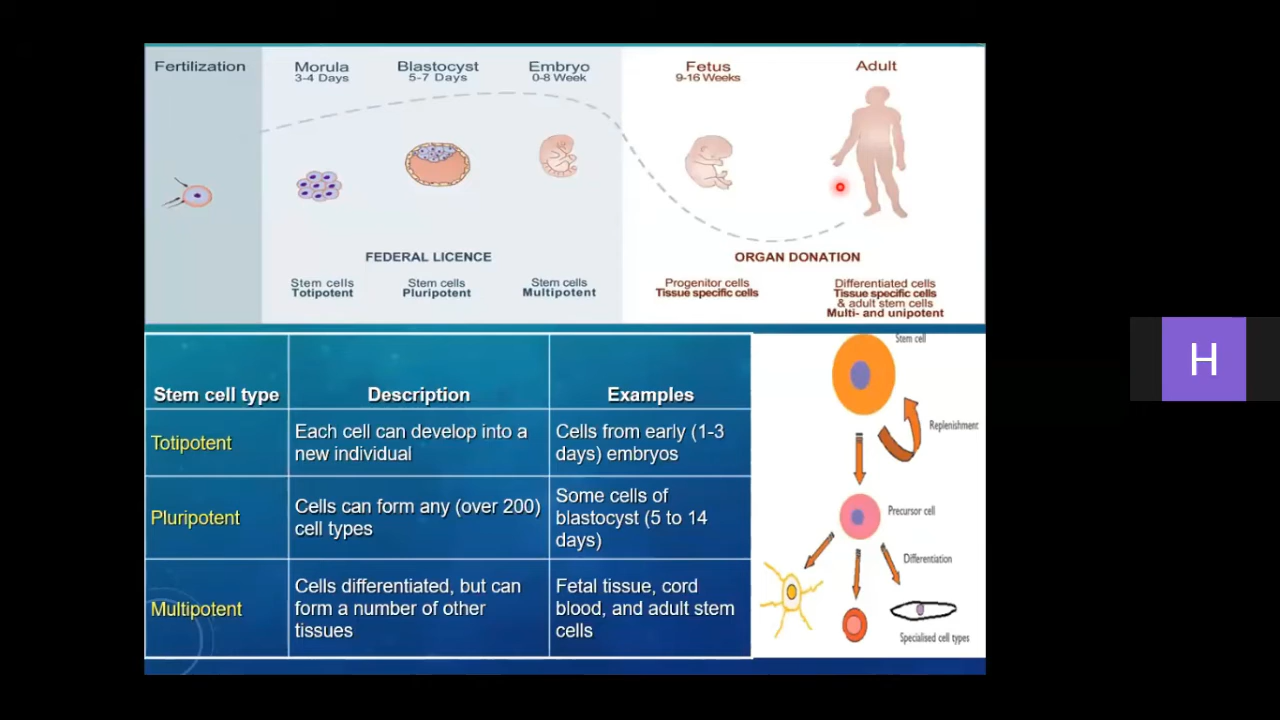 Fertilization
Morula
3-4 Days
Blastocyst
5-7 Days
Embryo
0-8 Week
Fetus
9-16 Weeks
Adult
FEDERAL LICENCE
ORGAN DONATION
Stem cells
Totipotent
Stem cells
Pluripotent
Stem cells
Multipotent
Progenitor cells
Tissue specific cells
Differentiated cells
Tissue specific cells
& adult stem cells
Multi- and unipotent
Stem cell type
Description
Examples
Totipotent
Each cell can develop into a
new individual
Cells from early (1-3
days) embryos
Pluripotent
Cells can form any (over 200)
cell types
Some cells of
blastocyst (5 to 14
days)
Multipotent
Cells differentiated, but can
form a number of other
tissues
Fetal tissue, cord
blood, and adult stem
cells
Stem cell
Replenishment
Precursor cell
Differentiation
Specialised cell types
H